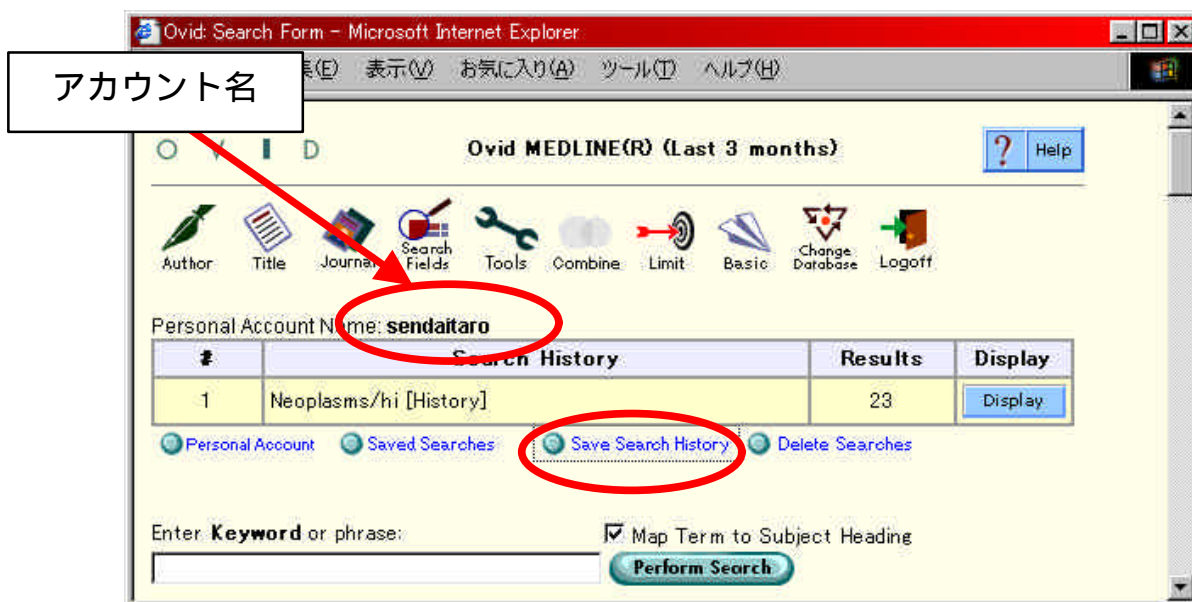 Ovid: Search Form - Microsoft Internet Explorer
アカウント名
集(E) 表示(V) お気に入り(A) ツール(T) ヘルプ(H)
O V I D Ovid MEDLINE(R) (Last 3 months) ? Help
Author Title Journal Search Fields Tools Combine Limit Basic Change Database Logoff
Personal Account Name: sendaitaro
# Search History Results Display
1 Neoplasms/hi [History] 23 Display
Personal Account Saved Searches Save Search History Delete Searches
Enter Keyword or phrase: Map Term to Subject Heading
Perform Search